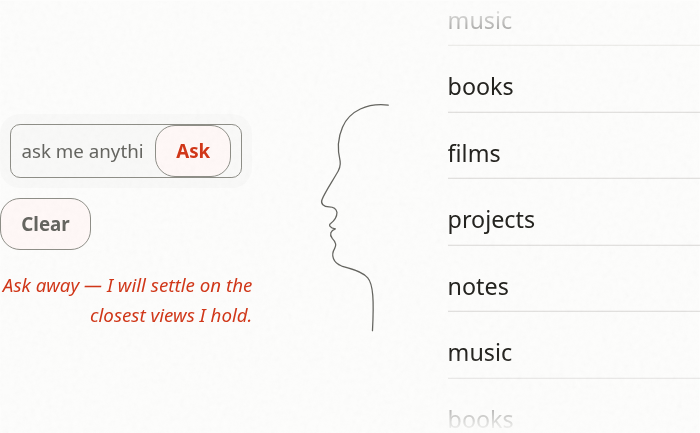 ask me anythi
Ask
Clear
Ask away — I will settle on the
closest views I hold.
music
books
films
projects
notes
music
books